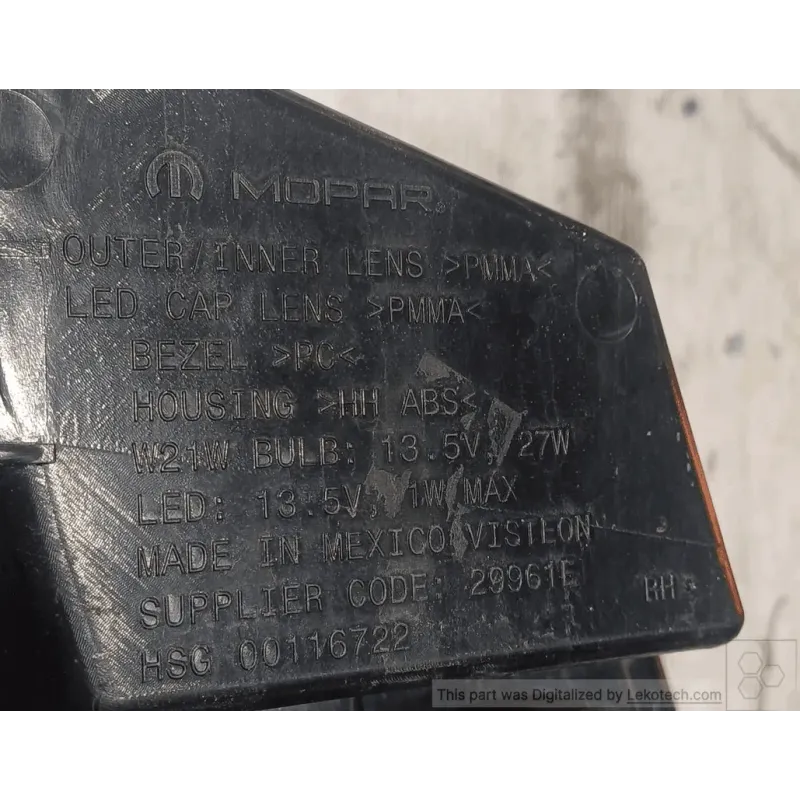 MOPAR®
OUTER/INNER LENS >PMMA<
LED CAP LENS >PMMA<
BEZEL >PC<
HOUSING >HH ABS<
W21W BULB: 13.5V, 27W
LED: 13.5V, 1W MAX
MADE IN MEXICO VISTEON
SUPPLIER CODE: 29961E
RH
HSG 00116722
This part was Digitalized by Lekotech.com